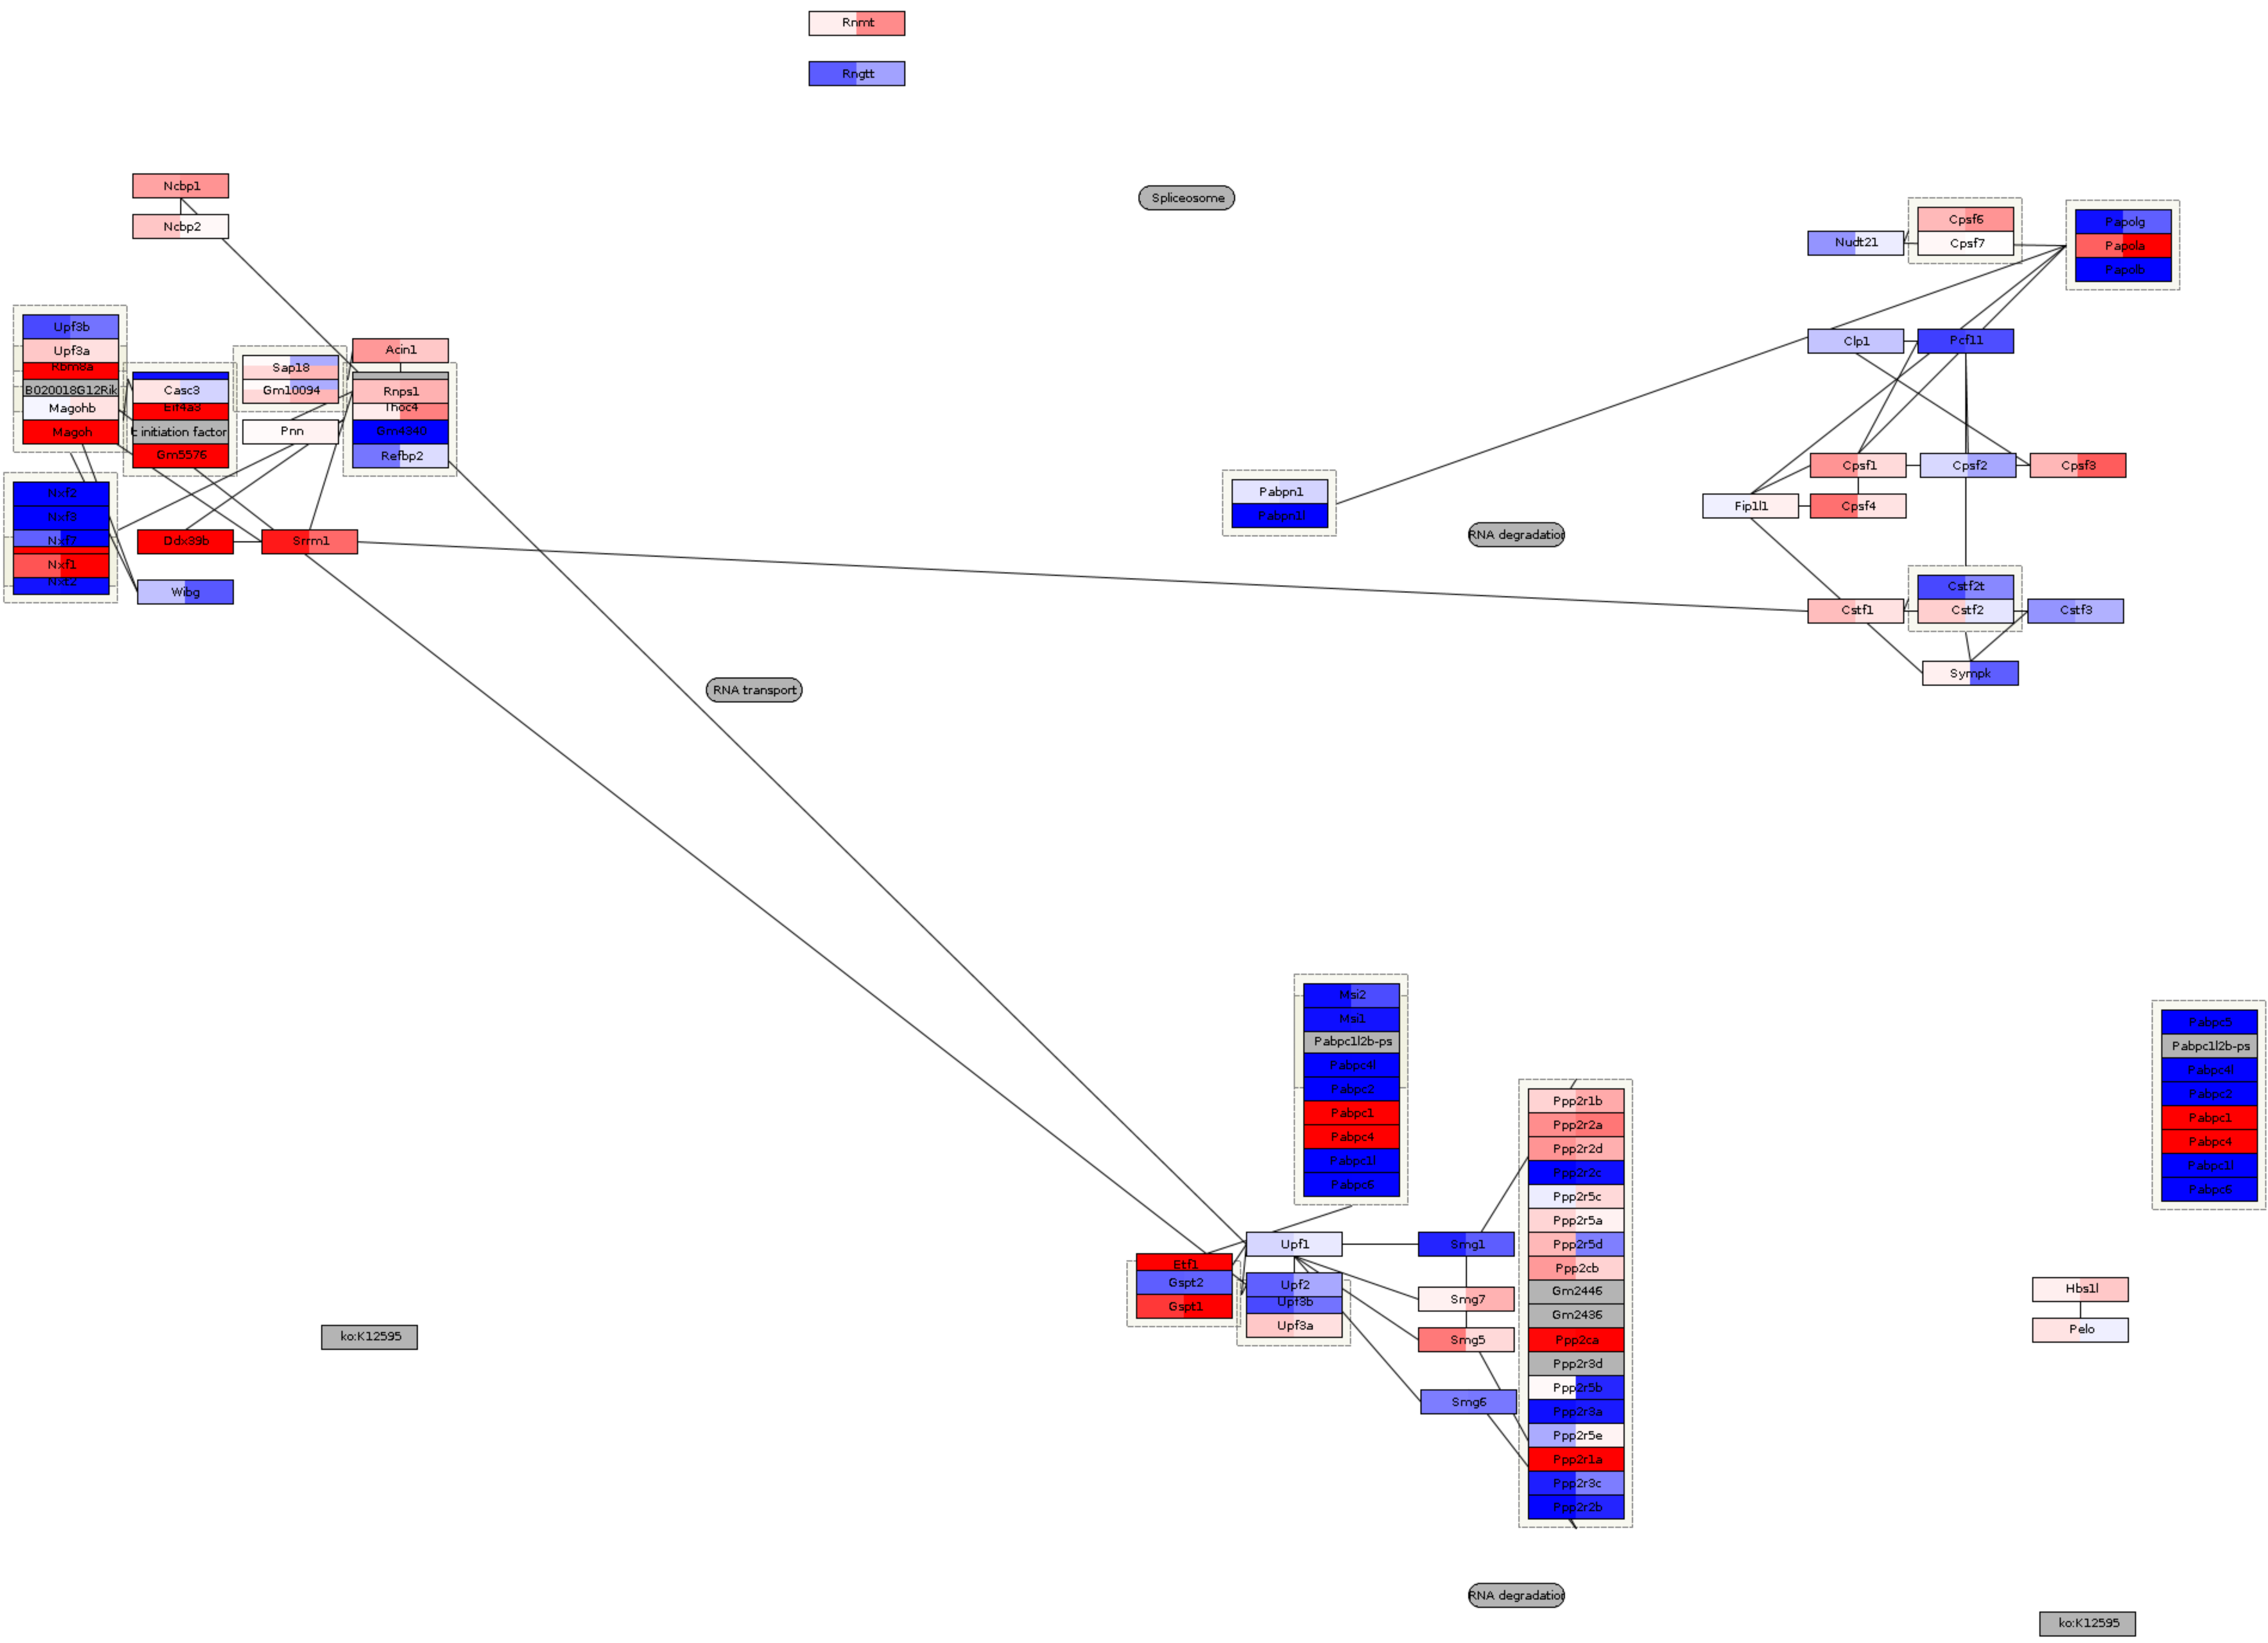 Rnmt
Rngtt
Ncbp1
Ncbp2
Spliceosome
Nudt21
Cpsf6
Cpsf7
Papolg
Papola
Papolb
Upf3b
Upf3a
Rbm8a
B020018G12Rik
Magohb
Magoh
Casc3
Eif4a3
t initiation factor
Gm5576
Sap18
Gm10094
Pnn
Acin1
Rnps1
Thoc4
Gm4340
Refbp2
Clp1
Pcf11
Cpsf1
Cpsf2
Cpsf3
Fip1l1
Cpsf4
Nxf2
Nxf3
Nxf7
Nxf1
Nxt2
Ddx39b
Srrm1
Wibg
Pabpn1
Pabpn1l
RNA degradation
Cstf2t
Cstf1
Cstf2
Cstf3
Sympk
RNA transport
Msi2
Msi1
Pabpc1l2b-ps
Pabpc4l
Pabpc2
Pabpc1
Pabpc4
Pabpc1l
Pabpc6
Pabpc5
Pabpc1l2b-ps
Pabpc4l
Pabpc2
Pabpc1
Pabpc4
Pabpc1l
Pabpc6
Etf1
Gspt2
Gspt1
Upf1
Upf2
Upf3b
Upf3a
Smg1
Smg7
Smg5
Smg6
Ppp2r1b
Ppp2r2a
Ppp2r2d
Ppp2r2c
Ppp2r5c
Ppp2r5a
Ppp2r5d
Ppp2cb
Gm2446
Gm2436
Ppp2ca
Ppp2r3d
Ppp2r5b
Ppp2r3a
Ppp2r5e
Ppp2r1a
Ppp2r3c
Ppp2r2b
Hbs1l
Pelo
ko:K12595
RNA degradation
ko:K12595